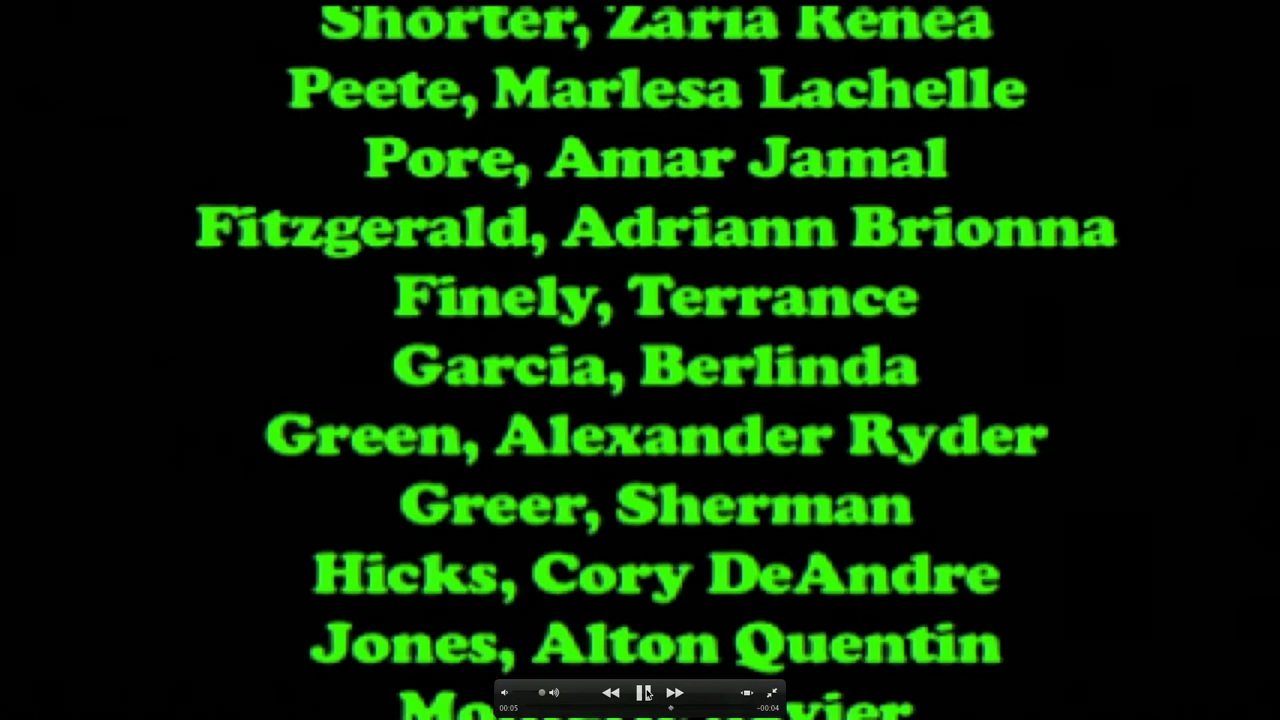 Shorter, Zaria Renea
Peete, Marlesa Lachelle
Pore, Amar Jamal
Fitzgerald, Adriann Brionna
Finely, Terrance
Garcia, Berlinda
Green, Alexander Ryder
Greer, Sherman
Hicks, Cory DeAndre
Jones, Alton Quentin
00:05
-00:04